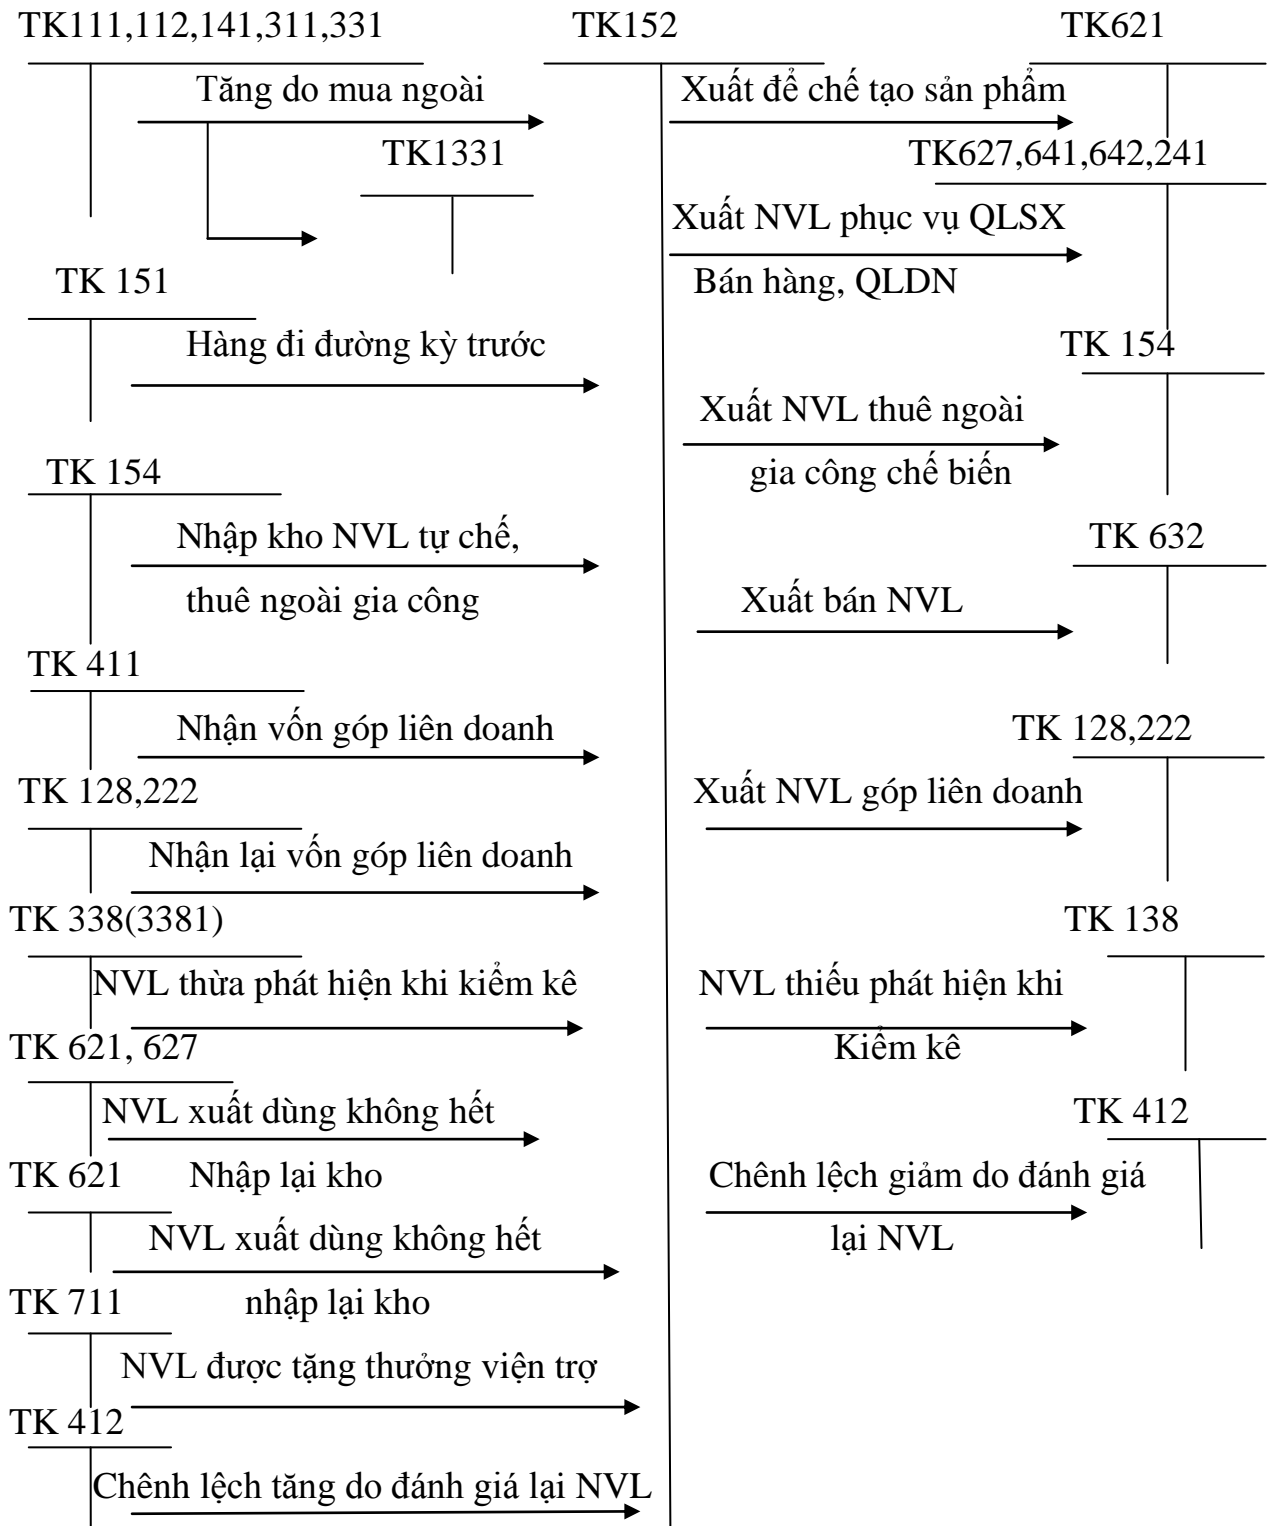 TK111,112,141,311,331 TK152 TK621
Tăng do mua ngoài Xuất để chế tạo sản phẩm
TK1331 TK627,641,642,241
Xuất NVL phục vụ QLSX
TK 151 Bán hàng, QLDN
Hàng đi đường kỳ trước TK 154
Xuất NVL thuê ngoài
TK 154 gia công chế biến
Nhập kho NVL tự chế, TK 632
thuê ngoài gia công Xuất bán NVL
TK 411
Nhận vốn góp liên doanh TK 128,222
TK 128,222 Xuất NVL góp liên doanh
Nhận lại vốn góp liên doanh
TK 338(3381) TK 138
NVL thừa phát hiện khi kiểm kê NVL thiếu phát hiện khi
TK 621, 627 Kiểm kê
NVL xuất dùng không hết TK 412
TK 621 Nhập lại kho Chênh lệch giảm do đánh giá
NVL xuất dùng không hết lại NVL
TK 711 nhập lại kho
NVL được tặng thưởng viện trợ
TK 412
Chênh lệch tăng do đánh giá lại NVL